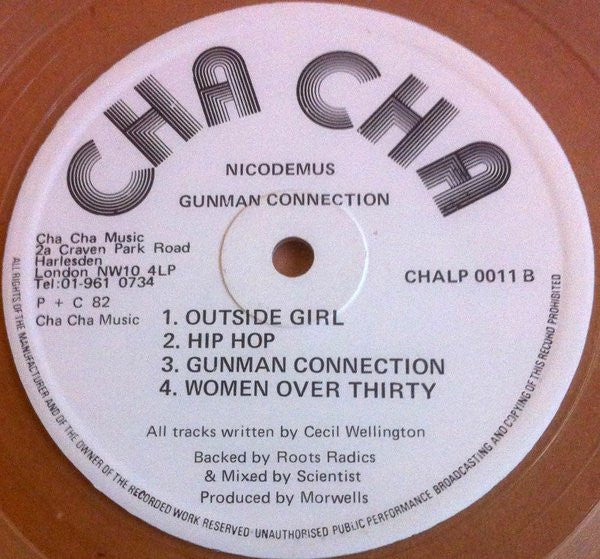 CHA CHA
NICODEMUS
GUNMAN CONNECTION
Cha Cha Music
2a Craven Park Road
Harlesden
London NW10 4LP
Tel:01-961 0734
P + C 82
Cha Cha Music
CHALP 0011 B
1. OUTSIDE GIRL
2. HIP HOP
3. GUNMAN CONNECTION
4. WOMEN OVER THIRTY
All tracks written by Cecil Wellington
Backed by Roots Radics
& Mixed by Scientist
Produced by Morwells
ALL RIGHTS OF THE MANUFACTURER AND OF THE OWNER OF THE RECORDED WORK RESERVED UNAUTHORISED PUBLIC PERFORMANCE BROADCASTING AND COPYING OF THIS RECORD PROHIBITED